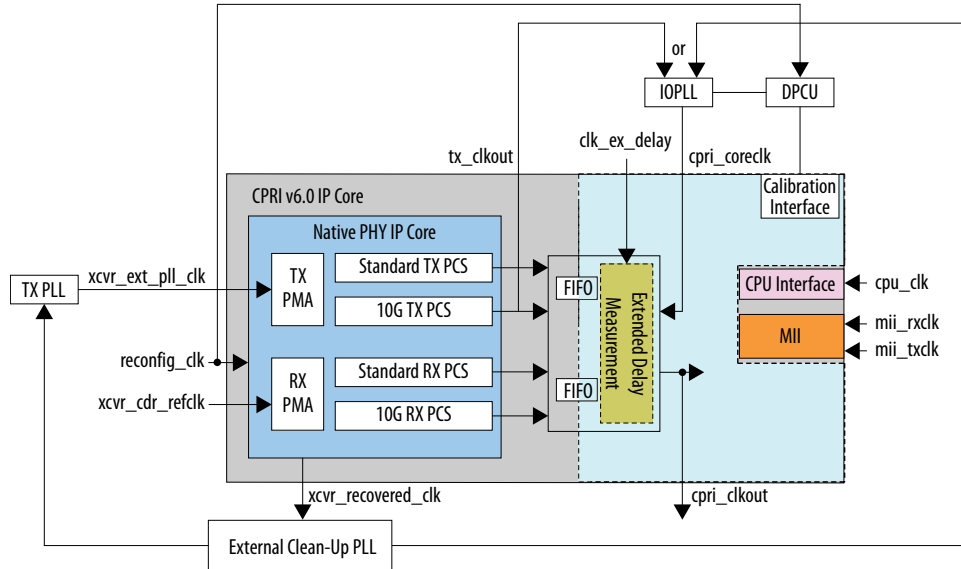 or
IOPLL
DPCU
clk_ex_delay
tx_clkout
cpri_coreclk
CPRI v6.0 IP Core
Calibration
Interface
Native PHY IP Core
TX
PMA
Standard TX PCS
10G TX PCS
FIFO
Extended Delay
Measurement
TX PLL
xcvr_ext_pll_clk
CPU Interface
cpu_clk
MII
mii_rxclk
mii_txclk
reconfig_clk
xcvr_cdr_refclk
RX
PMA
Standard RX PCS
10G RX PCS
FIFO
xcvr_recovered_clk
cpri_clkout
External Clean-Up PLL